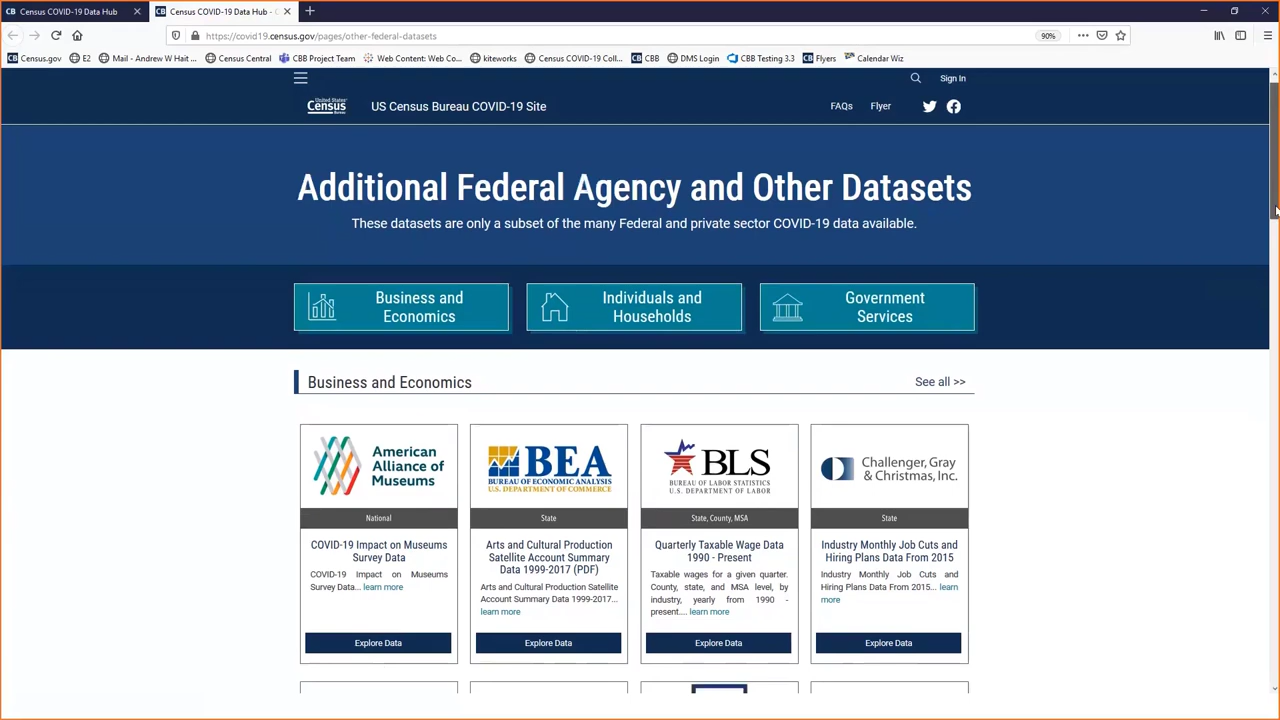 Census COVID-19 Data Hub
Census COVID-19 Data Hub - C
https://covid19.census.gov/pages/other-federal-datasets
90%
Census.gov
E2
Mail - Andrew W Hait ...
Census Central
CBB Project Team
Web Content: Web Co...
kiteworks
Census COVID-19 Coll...
CBB
DMS Login
CBB Testing 3.3
Flyers
Calendar Wiz
Sign In
United States®
Census
Bureau
US Census Bureau COVID-19 Site
FAQs
Flyer
Additional Federal Agency and Other Datasets
These datasets are only a subset of the many Federal and private sector COVID-19 data available.
Business and
Economics
Individuals and
Households
Government
Services
Business and Economics
See all >>
American
Alliance of
Museums
National
COVID-19 Impact on Museums
Survey Data
COVID-19 Impact on Museums
Survey Data... learn more
Explore Data
BEA
BUREAU OF ECONOMIC ANALYSIS
U.S. DEPARTMENT OF COMMERCE
State
Arts and Cultural Production
Satellite Account Summary
Data 1999-2017 (PDF)
Arts and Cultural Production Satellite
Account Summary Data 1999-2017...
learn more
Explore Data
BLS
BUREAU OF LABOR STATISTICS
U.S. DEPARTMENT OF LABOR
State, County, MSA
Quarterly Taxable Wage Data
1990 - Present
Taxable wages for a given quarter.
County, state, and MSA level, by
industry, yearly from 1990 -
present.... learn more
Explore Data
Challenger, Gray
& Christmas, Inc.
State
Industry Monthly Job Cuts and
Hiring Plans Data From 2015
Industry Monthly Job Cuts and
Hiring Plans Data From 2015... learn
more
Explore Data